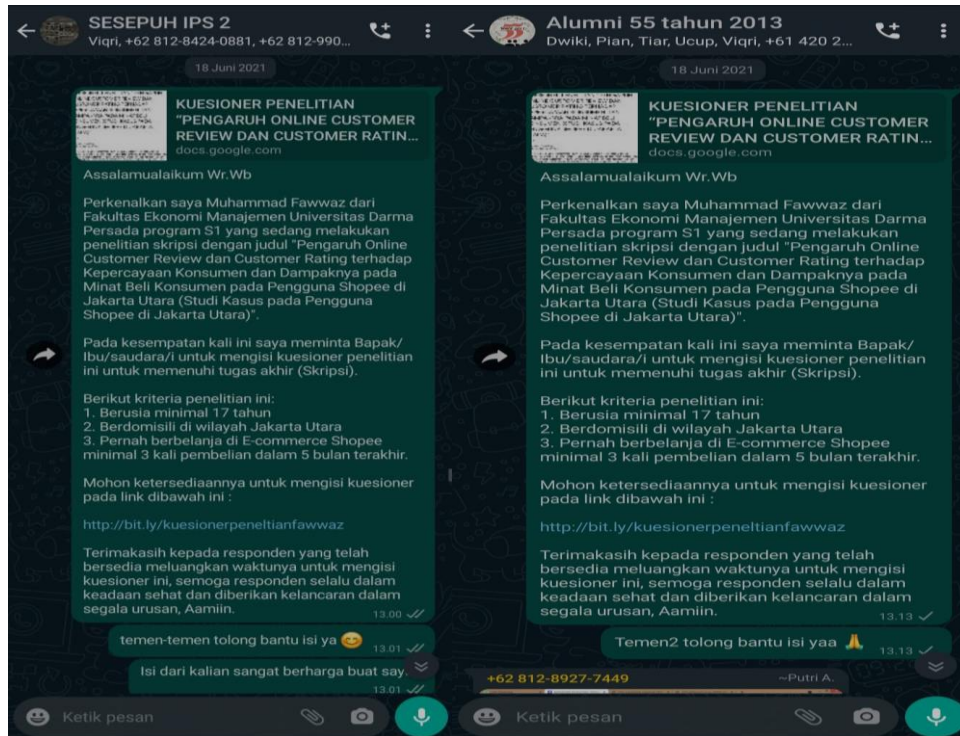 SESEPUH IPS 2
Viqri, +62 812-8424-0881, +62 812-990...
18 Juni 2021
KUESIONER PENELITIAN
"PENGARUH ONLINE CUSTOMER
REVIEW DAN CUSTOMER RATIN...
docs.google.com
Assalamualaikum Wr.Wb
Perkenalkan saya Muhammad Fawwaz dari
Fakultas Ekonomi Manajemen Universitas Darma
Persada program S1 yang sedang melakukan
penelitian skripsi dengan judul "Pengaruh Online
Customer Review dan Customer Rating terhadap
Kepercayaan Konsumen dan Dampaknya pada
Minat Beli Konsumen pada Pengguna Shopee di
Jakarta Utara (Studi Kasus pada Pengguna
Shopee di Jakarta Utara)".
Pada kesempatan kali ini saya meminta Bapak/
Ibu/saudara/i untuk mengisi kuesioner penelitian
ini untuk memenuhi tugas akhir (Skripsi).
Berikut kriteria penelitian ini:
1. Berusia minimal 17 tahun
2. Berdomisili di wilayah Jakarta Utara
3. Pernah berbelanja di E-commerce Shopee
minimal 3 kali pembelian dalam 5 bulan terakhir.
Mohon ketersediaannya untuk mengisi kuesioner
pada link dibawah ini :
http://bit.ly/kuesionerpeneltianfawwaz
Terimakasih kepada responden yang telah
bersedia meluangkan waktunya untuk mengisi
kuesioner ini, semoga responden selalu dalam
keadaan sehat dan diberikan kelancaran dalam
segala urusan, Aamiin.
13.00
temen-temen tolong bantu isi ya 😊
13.01
Isi dari kalian sangat berharga buat say
13.01
Ketik pesan
Alumni 55 tahun 2013
Dwiki, Pian, Tiar, Ucup, Viqri, +61 420 2...
18 Juni 2021
KUESIONER PENELITIAN
"PENGARUH ONLINE CUSTOMER
REVIEW DAN CUSTOMER RATIN...
docs.google.com
Assalamualaikum Wr.Wb
Perkenalkan saya Muhammad Fawwaz dari
Fakultas Ekonomi Manajemen Universitas Darma
Persada program S1 yang sedang melakukan
penelitian skripsi dengan judul "Pengaruh Online
Customer Review dan Customer Rating terhadap
Kepercayaan Konsumen dan Dampaknya pada
Minat Beli Konsumen pada Pengguna Shopee di
Jakarta Utara (Studi Kasus pada Pengguna
Shopee di Jakarta Utara)".
Pada kesempatan kali ini saya meminta Bapak/
Ibu/saudara/i untuk mengisi kuesioner penelitian
ini untuk memenuhi tugas akhir (Skripsi).
Berikut kriteria penelitian ini:
1. Berusia minimal 17 tahun
2. Berdomisili di wilayah Jakarta Utara
3. Pernah berbelanja di E-commerce Shopee
minimal 3 kali pembelian dalam 5 bulan terakhir.
Mohon ketersediaannya untuk mengisi kuesioner
pada link dibawah ini :
http://bit.ly/kuesionerpeneltianfawwaz
Terimakasih kepada responden yang telah
bersedia meluangkan waktunya untuk mengisi
kuesioner ini, semoga responden selalu dalam
keadaan sehat dan diberikan kelancaran dalam
segala urusan, Aamiin.
13.13
Temen2 tolong bantu isi yaa 🙏
13.13
+62 812-8927-7449 ~Putri A.
Ketik pesan